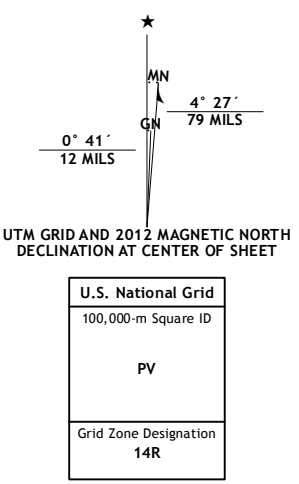 ★
MN
4° 27´
79 MILS
GN
0° 41´
12 MILS
UTM GRID AND 2012 MAGNETIC NORTH
DECLINATION AT CENTER OF SHEET
U.S. National Grid
100,000-m Square ID
PV
Grid Zone Designation
14R